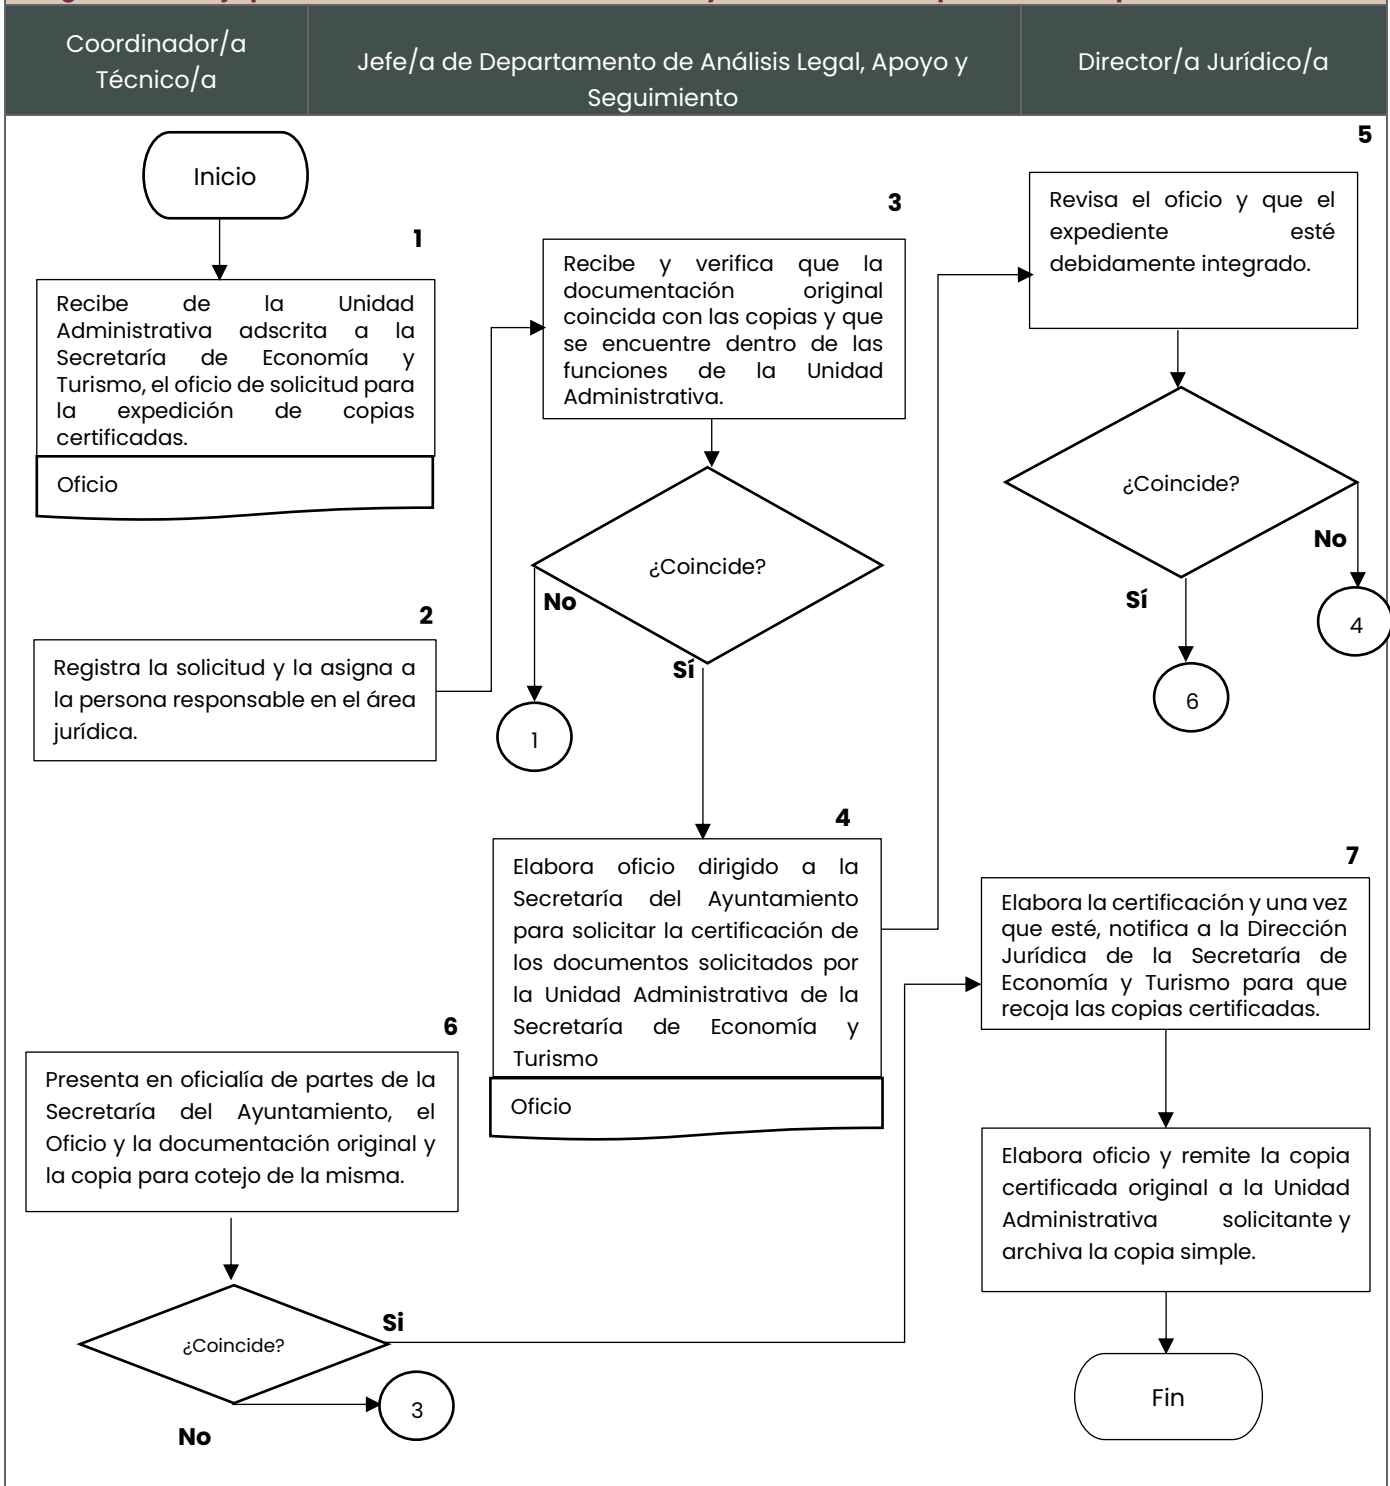 Coordinador/a
Técnico/a
Jefe/a de Departamento de Análisis Legal, Apoyo y
Seguimiento
Director/a Jurídico/a
Inicio
1
Recibe de la Unidad
Administrativa adscrita a la
Secretaría de Economía y
Turismo, el oficio de solicitud para
la expedición de copias
certificadas.
Oficio
2
Registra la solicitud y la asigna a
la persona responsable en el área
jurídica.
3
Recibe y verifica que la
documentación original
coincida con las copias y que
se encuentre dentro de las
funciones de la Unidad
Administrativa.
¿Coincide?
No
Sí
1
4
Elabora oficio dirigido a la
Secretaría del Ayuntamiento
para solicitar la certificación de
los documentos solicitados por
la Unidad Administrativa de la
Secretaría de Economía y
Turismo
Oficio
5
Revisa el oficio y que el
expediente esté
debidamente integrado.
¿Coincide?
No
Sí
4
6
6
Presenta en oficialía de partes de la
Secretaría del Ayuntamiento, el
Oficio y la documentación original y
la copia para cotejo de la misma.
¿Coincide?
Si
No
3
7
Elabora la certificación y una vez
que esté, notifica a la Dirección
Jurídica de la Secretaría de
Economía y Turismo para que
recoja las copias certificadas.
Elabora oficio y remite la copia
certificada original a la Unidad
Administrativa solicitante y
archiva la copia simple.
Fin